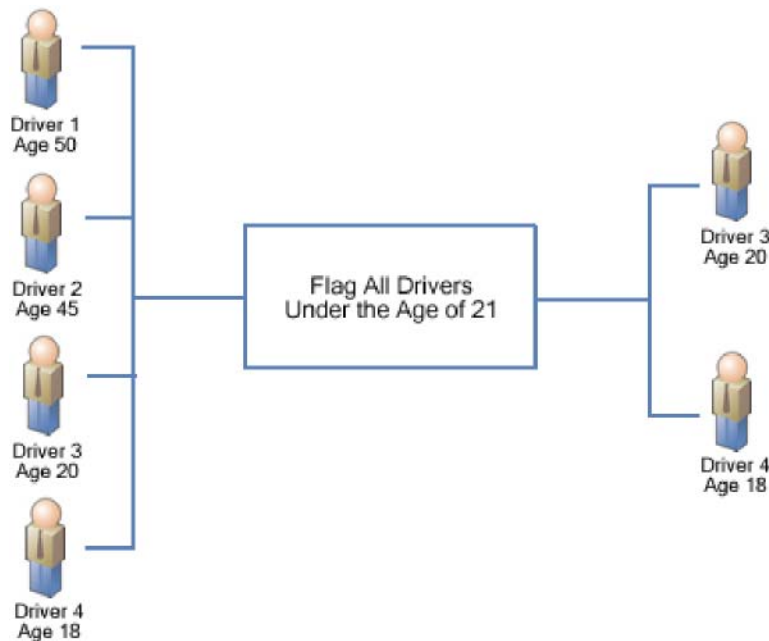 Driver 1
Age 50
Driver 2
Age 45
Driver 3
Age 20
Driver 4
Age 18
Flag All Drivers
Under the Age of 21
Driver 3
Age 20
Driver 4
Age 18